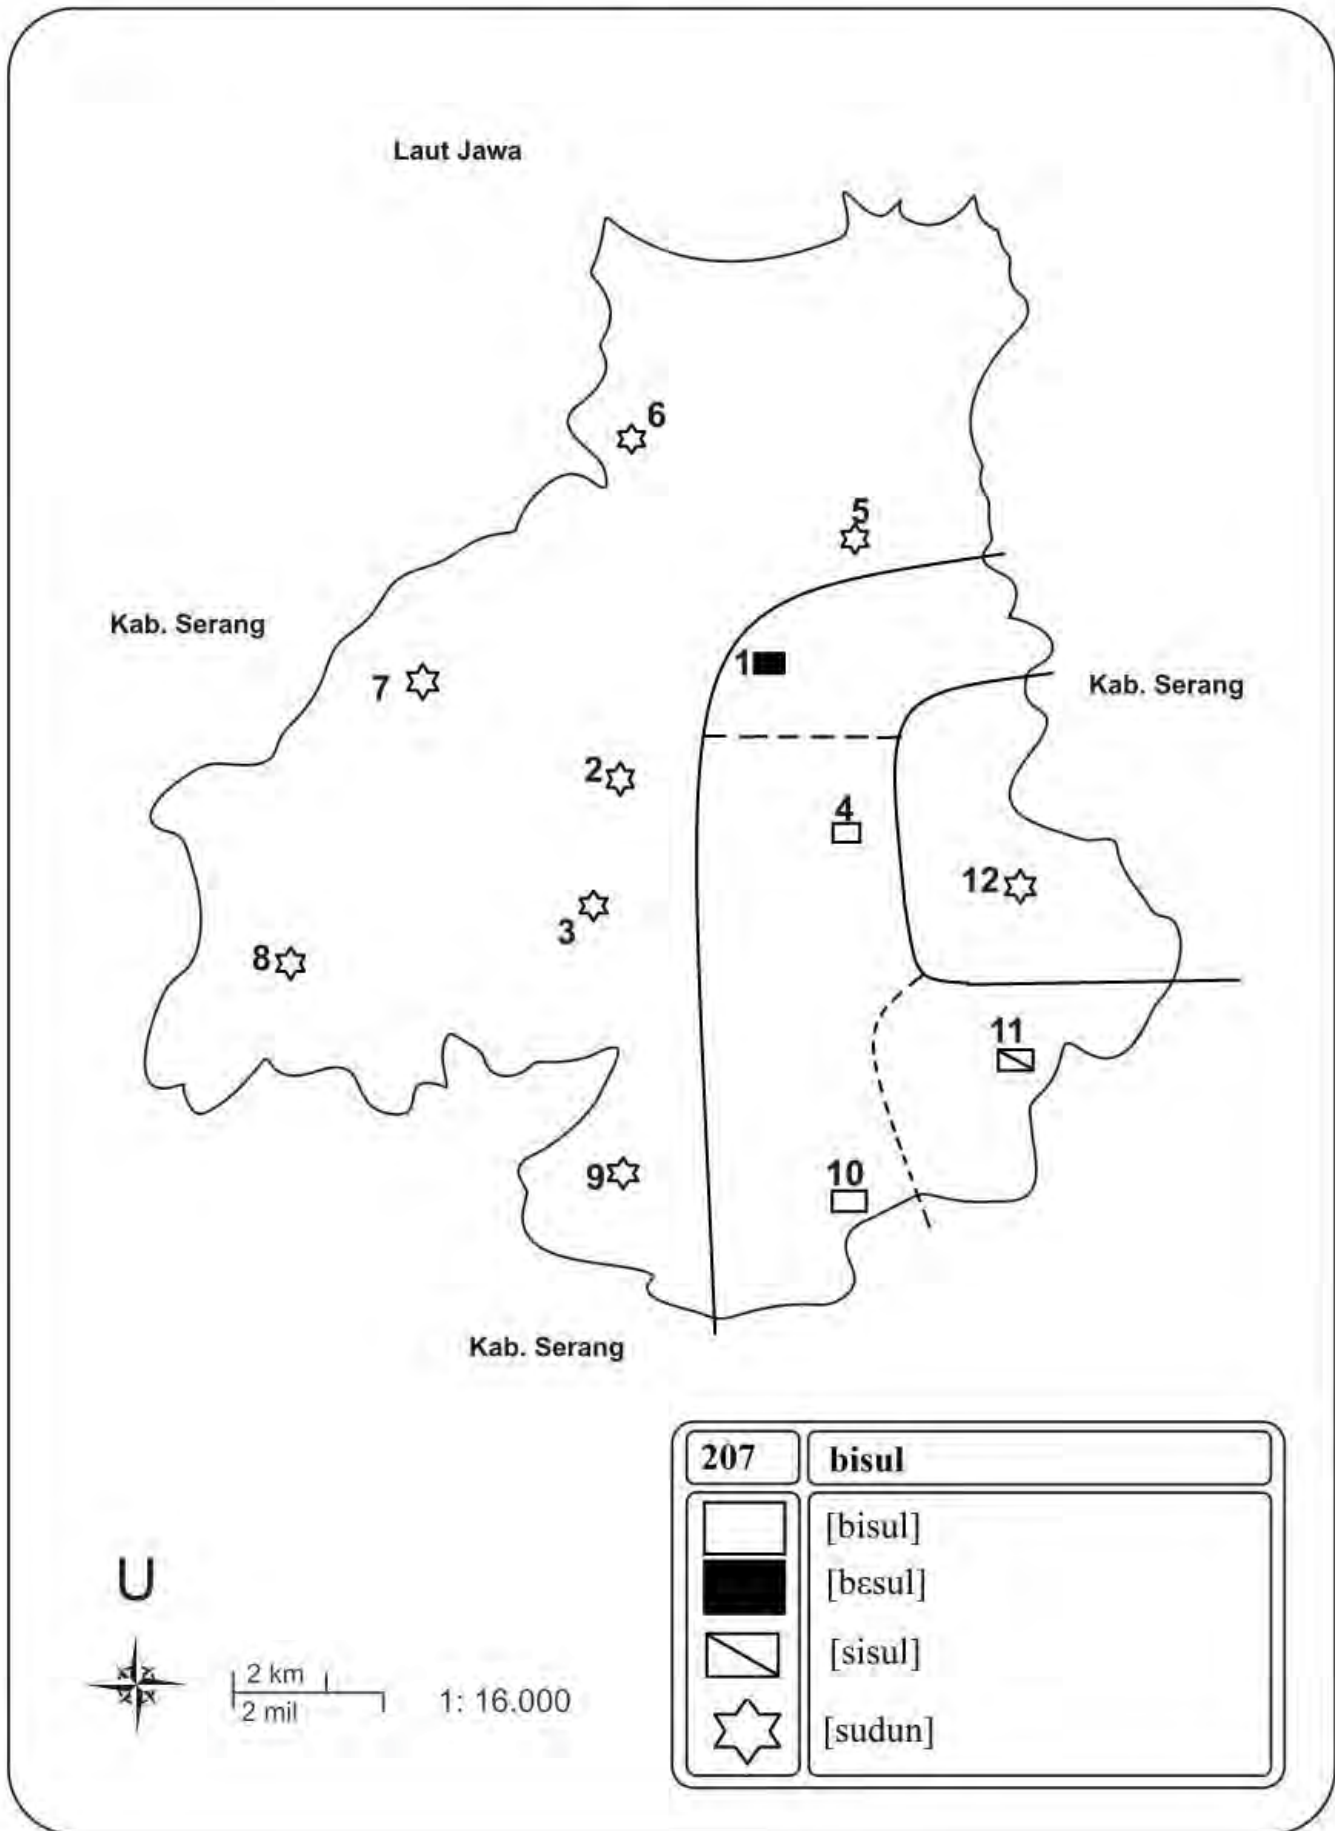 Laut Jawa
6
5
Kab. Serang
1
7
Kab. Serang
2
4
12
3
8
11
10
9
Kab. Serang
207 bisul
[bisul]
[bɛsul]
[sisul]
[sudun]
U
2 km
2 mil
1: 16.000